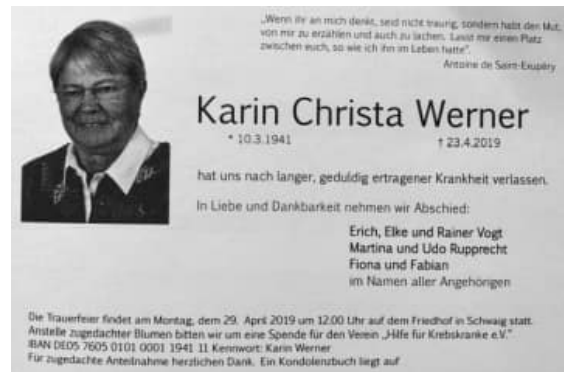 „Wenn ihr an mich denkt, seid nicht traurig, sondern habt den Mut,
von mir zu erzählen und auch zu lachen. Lasst mir einen Platz
zwischen euch, so wie ich ihn im Leben hatte".
Antoine de Saint-Exupéry
Karin Christa Werner
* 10.3.1941 † 23.4.2019
hat uns nach langer, geduldig ertragener Krankheit verlassen.
In Liebe und Dankbarkeit nehmen wir Abschied:
Erich, Elke und Rainer Vogt
Martina und Udo Rupprecht
Fiona und Fabian
im Namen aller Angehörigen
Die Trauerfeier findet am Montag, dem 29. April 2019 um 12.00 Uhr auf dem Friedhof in Schwaig statt.
Anstelle zugedachter Blumen bitten wir um eine Spende für den Verein „Hilfe für Krebskranke e.V."
IBAN DE05 7605 0101 0001 1941 11 Kennwort: Karin Werner
Für zugedachte Anteilnahme herzlichen Dank. Ein Kondolenzbuch liegt auf